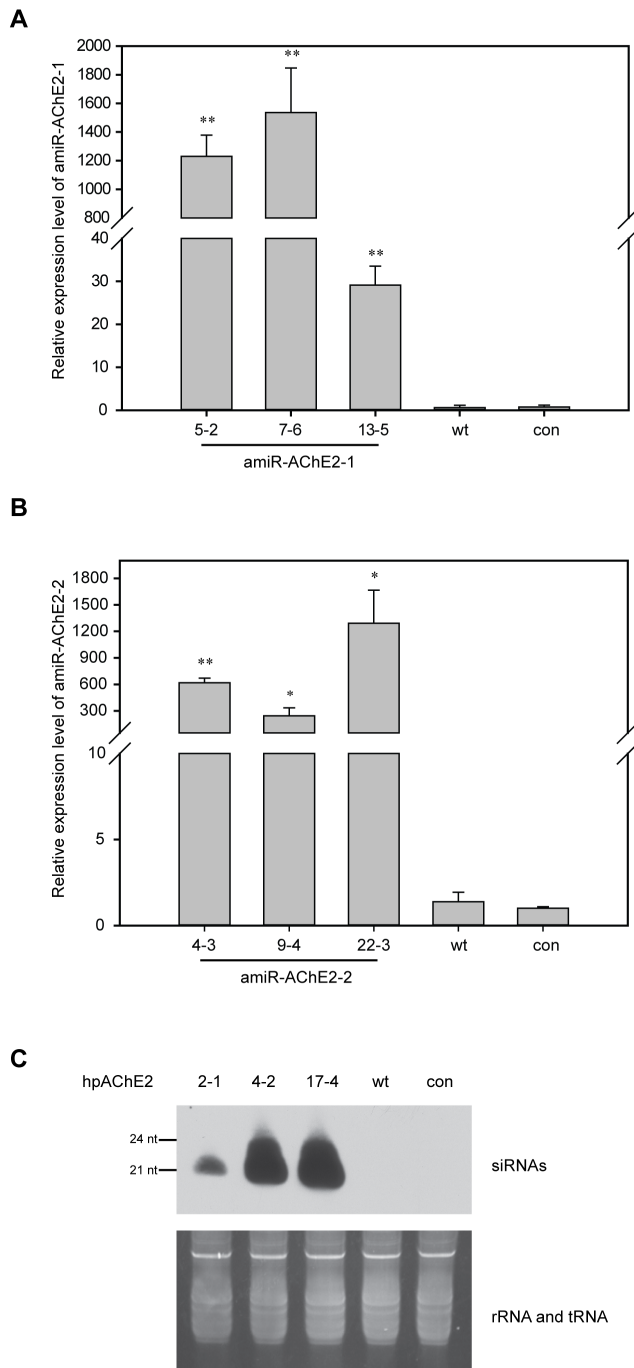 A
Relative expression level of amiR-AChE2-1
2000
1800
1600
1400
1200
1000
800
40
30
20
10
0
**
**
**
5-2 7-6 13-5 wt con
amiR-AChE2-1
B
Relative expression level of amiR-AChE2-2
1800
1500
1200
900
600
300
10
5
0
**
*
*
4-3 9-4 22-3 wt con
amiR-AChE2-2
C
hpAChE2 2-1 4-2 17-4 wt con
24 nt
21 nt
siRNAs
rRNA and tRNA